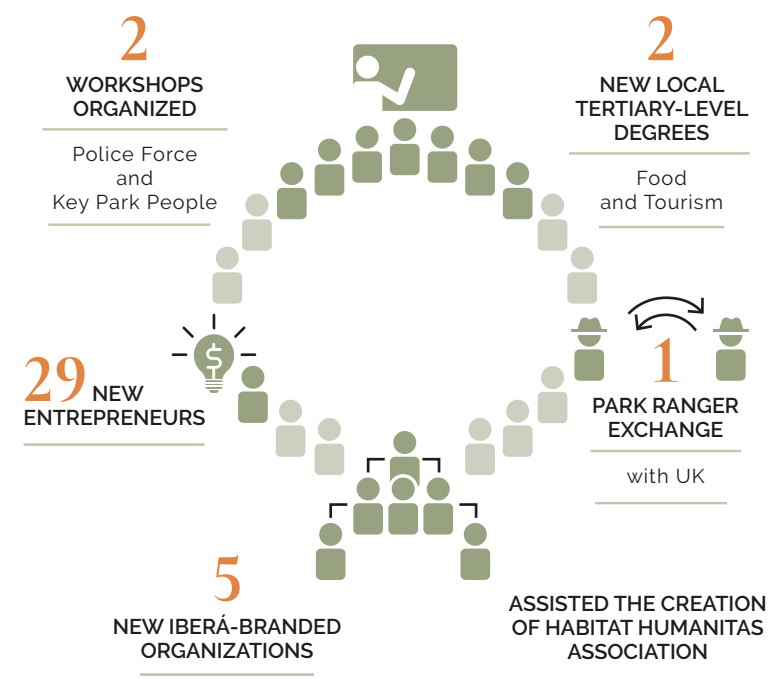 2
WORKSHOPS
ORGANIZED
Police Force
and
Key Park People
2
NEW LOCAL
TERTIARY-LEVEL
DEGREES
Food
and Tourism
$
29 NEW
ENTREPRENEURS
1
PARK RANGER
EXCHANGE
with UK
5
NEW IBERÁ-BRANDED
ORGANIZATIONS
ASSISTED THE CREATION
OF HABITAT HUMANITAS
ASSOCIATION